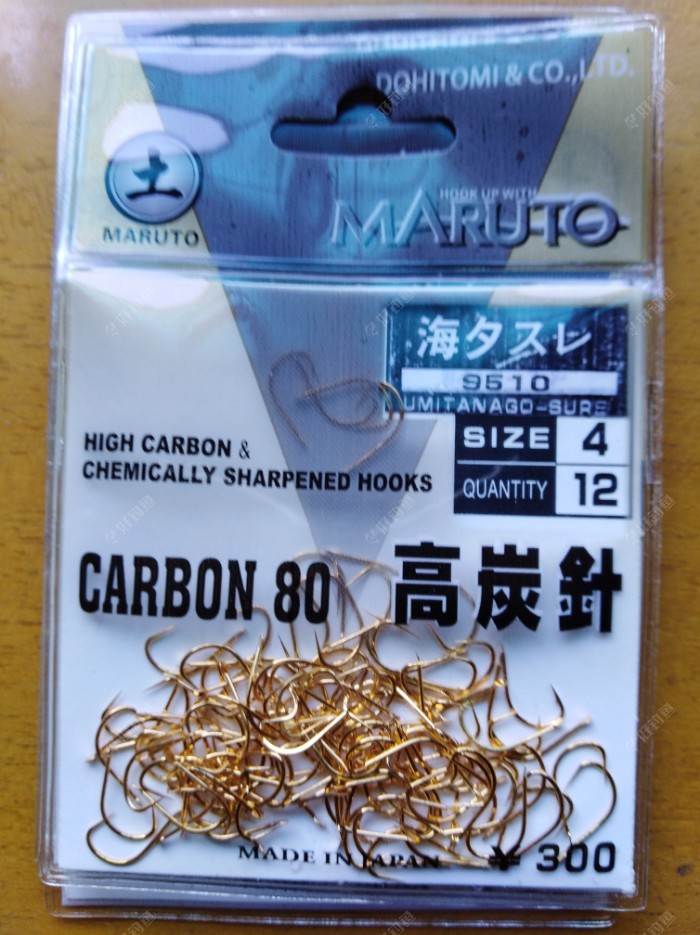 DOHITOMI & CO.,LTD.
土
MARUTO
HOOK UP WITH
MARUTO
海タスレ
9510
UMITANAGO-SURE
SIZE 4
QUANTITY 12
HIGH CARBON &
CHEMICALLY SHARPENED HOOKS
CARBON 80 高炭針
MADE IN JAPAN ¥300